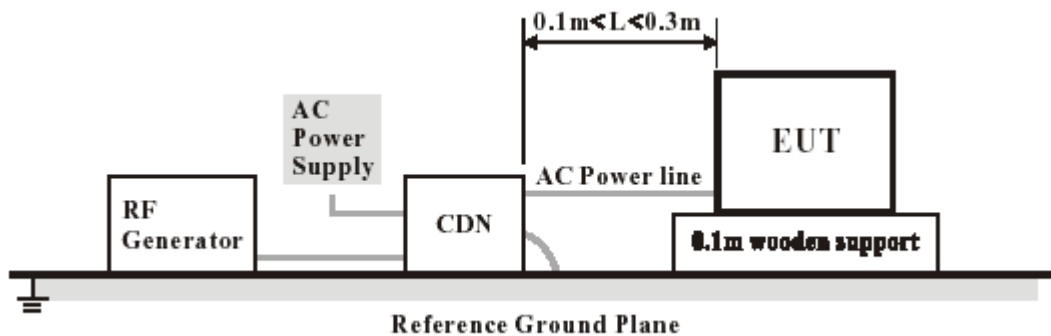 0.1m<L<0.3m
AC
Power
Supply
EUT
AC Power line
RF
Generator
CDN
0.1m wooden support
Reference Ground Plane